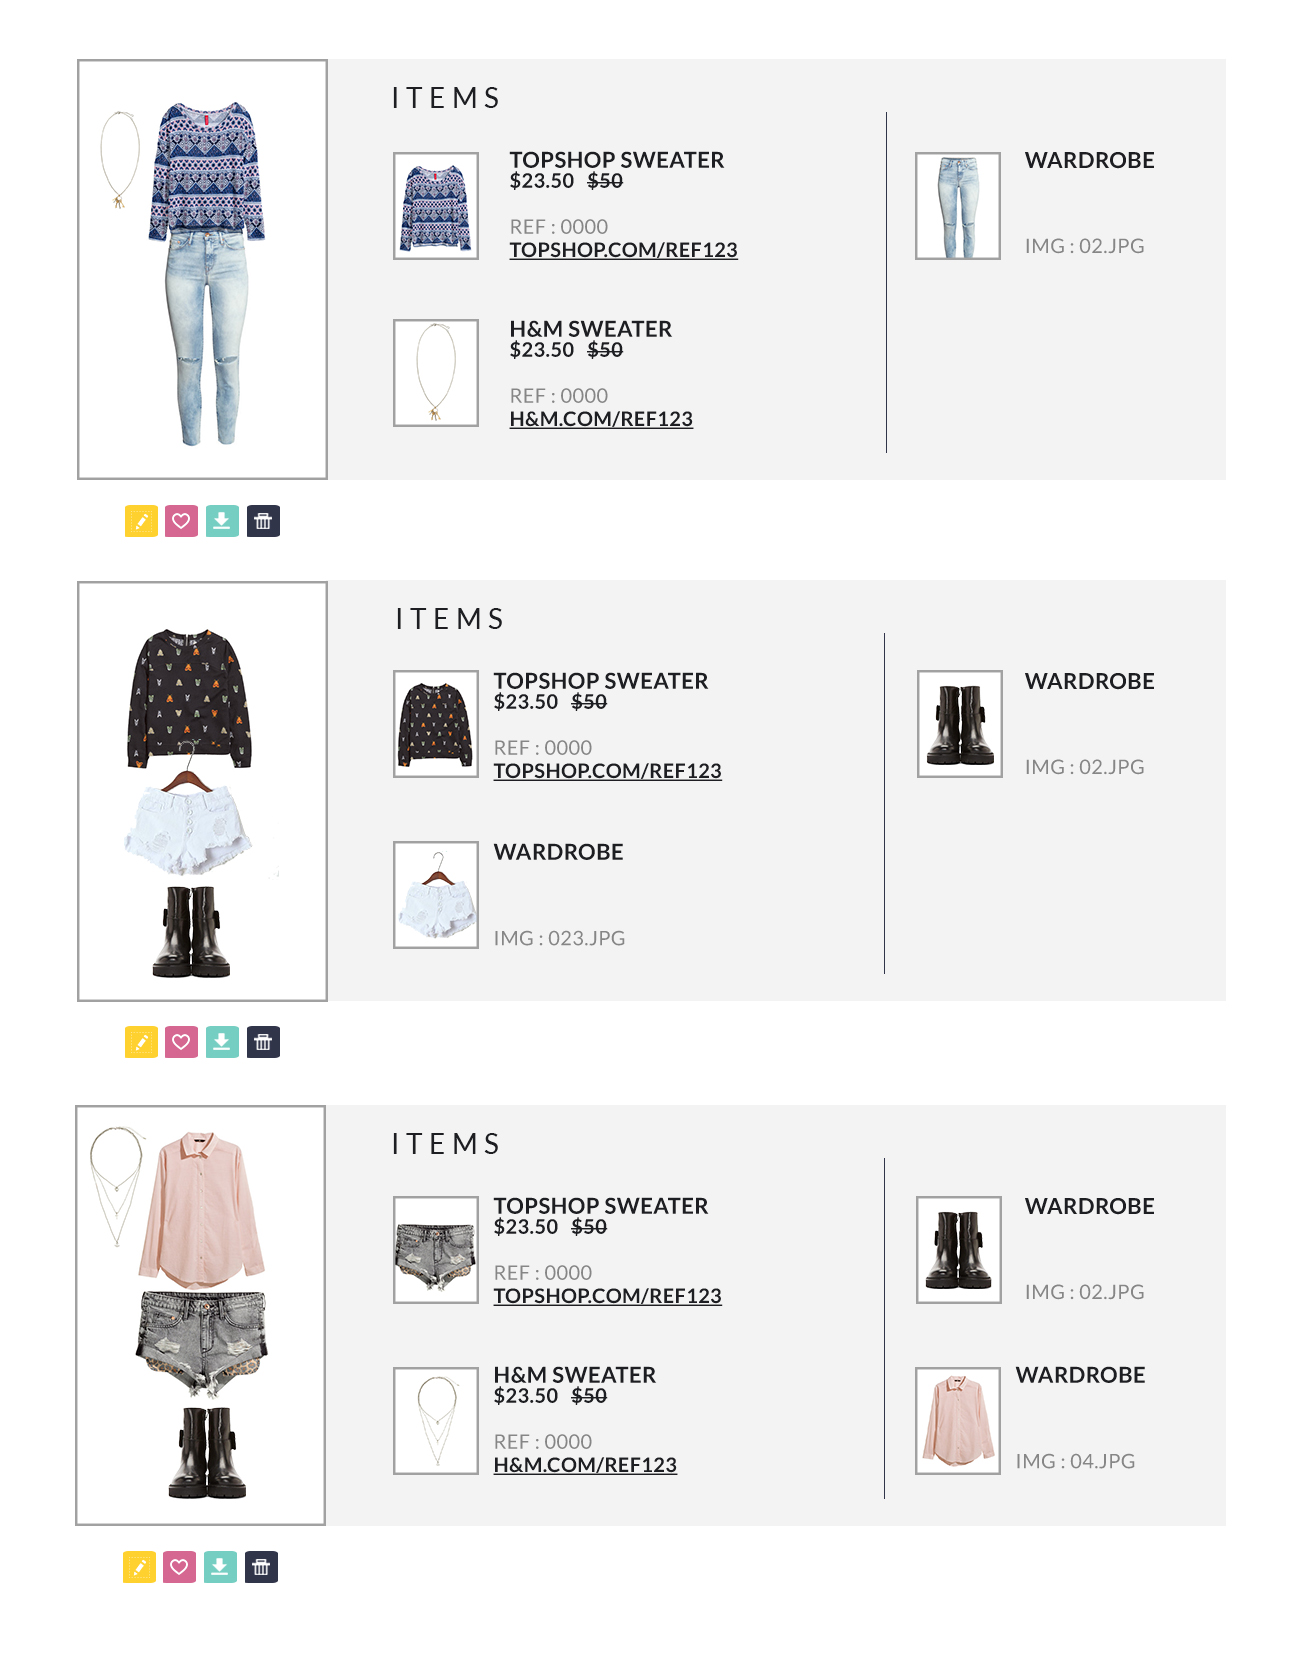 ITEMS
TOPSHOP SWEATER
$23.50 $50
REF : 0000
TOPSHOP.COM/REF123
H&M SWEATER
$23.50 $50
REF : 0000
H&M.COM/REF123
WARDROBE
IMG : 02.JPG
ITEMS
TOPSHOP SWEATER
$23.50 $50
REF : 0000
TOPSHOP.COM/REF123
WARDROBE
IMG : 023.JPG
WARDROBE
IMG : 02.JPG
ITEMS
TOPSHOP SWEATER
$23.50 $50
REF : 0000
TOPSHOP.COM/REF123
H&M SWEATER
$23.50 $50
REF : 0000
H&M.COM/REF123
WARDROBE
IMG : 02.JPG
WARDROBE
IMG : 04.JPG